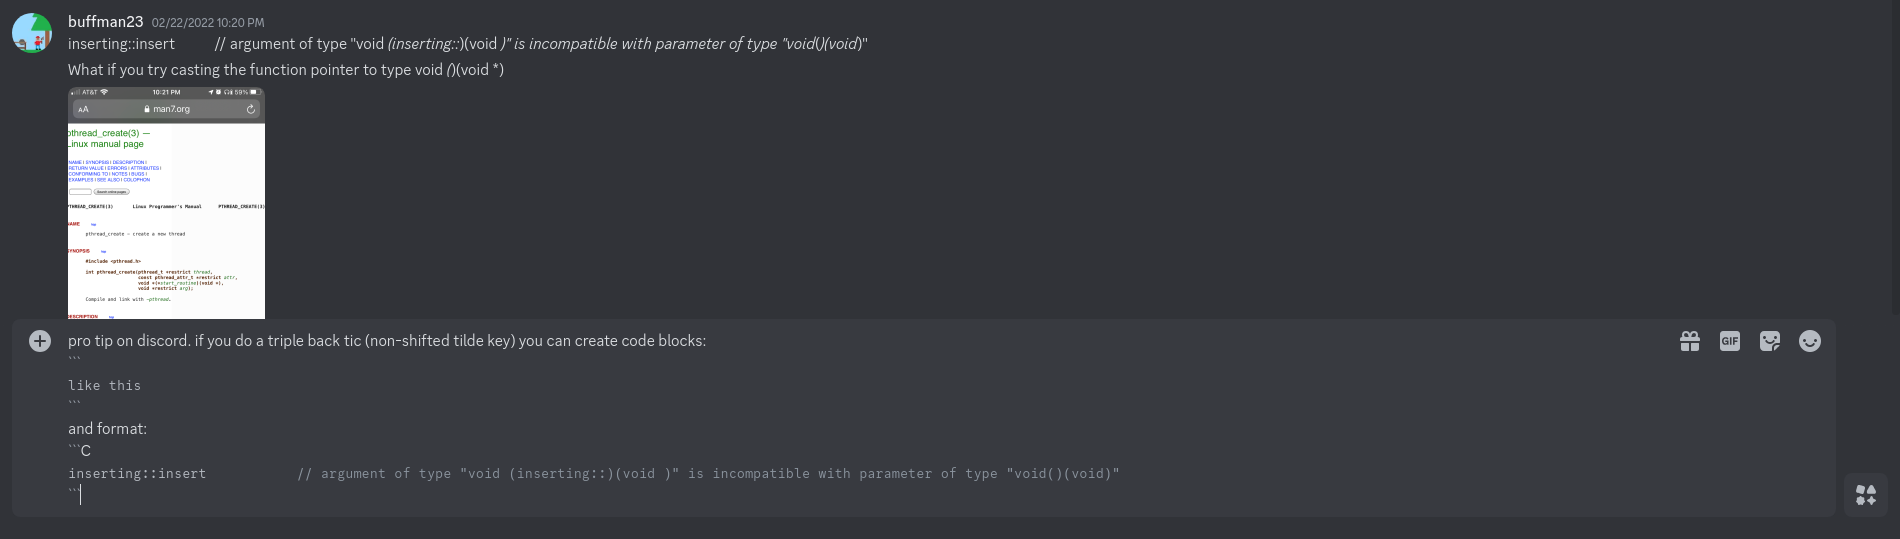 buffman23 02/22/2022 10:20 PM
inserting::insert // argument of type "void (inserting::)(void )" is incompatible with parameter of type "void()(void)"
What if you try casting the function pointer to type void ()(void *)
AT&T 10:21 PM 59%
AA man7.org
pthread_create(3) —
Linux manual page
NAME | SYNOPSIS | DESCRIPTION |
RETURN VALUE | ERRORS | ATTRIBUTES |
CONFORMING TO | NOTES | BUGS |
EXAMPLES | SEE ALSO | COLOPHON
PTHREAD_CREATE(3) Linux Programmer's Manual PTHREAD_CREATE(3)
NAME top
pthread_create - create a new thread
SYNOPSIS top
#include <pthread.h>
int pthread_create(pthread_t *restrict thread,
const pthread_attr_t *restrict attr,
void *(*start_routine)(void *),
void *restrict arg);
Compile and link with -pthread.
DESCRIPTION top
pro tip on discord. if you do a triple back tic (non-shifted tilde key) you can create code blocks:
```
like this
```
and format:
```C
inserting::insert // argument of type "void (inserting::)(void )" is incompatible with parameter of type "void()(void)"
```
GIF